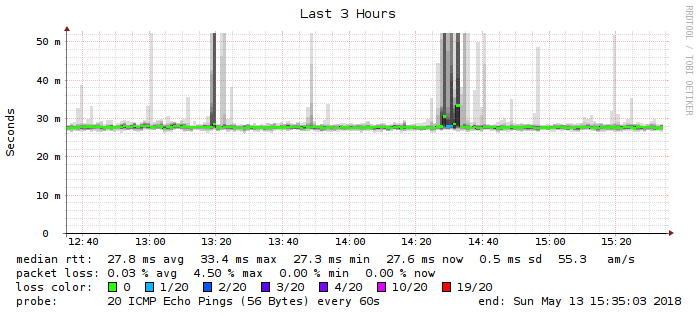 Last 3 Hours
RRDTOOL / TOBI OETIKER
Seconds
50 m
40 m
30 m
20 m
10 m
0
12:40 13:00 13:20 13:40 14:00 14:20 14:40 15:00 15:20
median rtt: 27.8 ms avg 33.4 ms max 27.3 ms min 27.6 ms now 0.5 ms sd 55.3 am/s
packet loss: 0.03 % avg 4.50 % max 0.00 % min 0.00 % now
loss color: 0 1/20 2/20 3/20 4/20 10/20 19/20
probe: 20 ICMP Echo Pings (56 Bytes) every 60s end: Sun May 13 15:35:03 2018